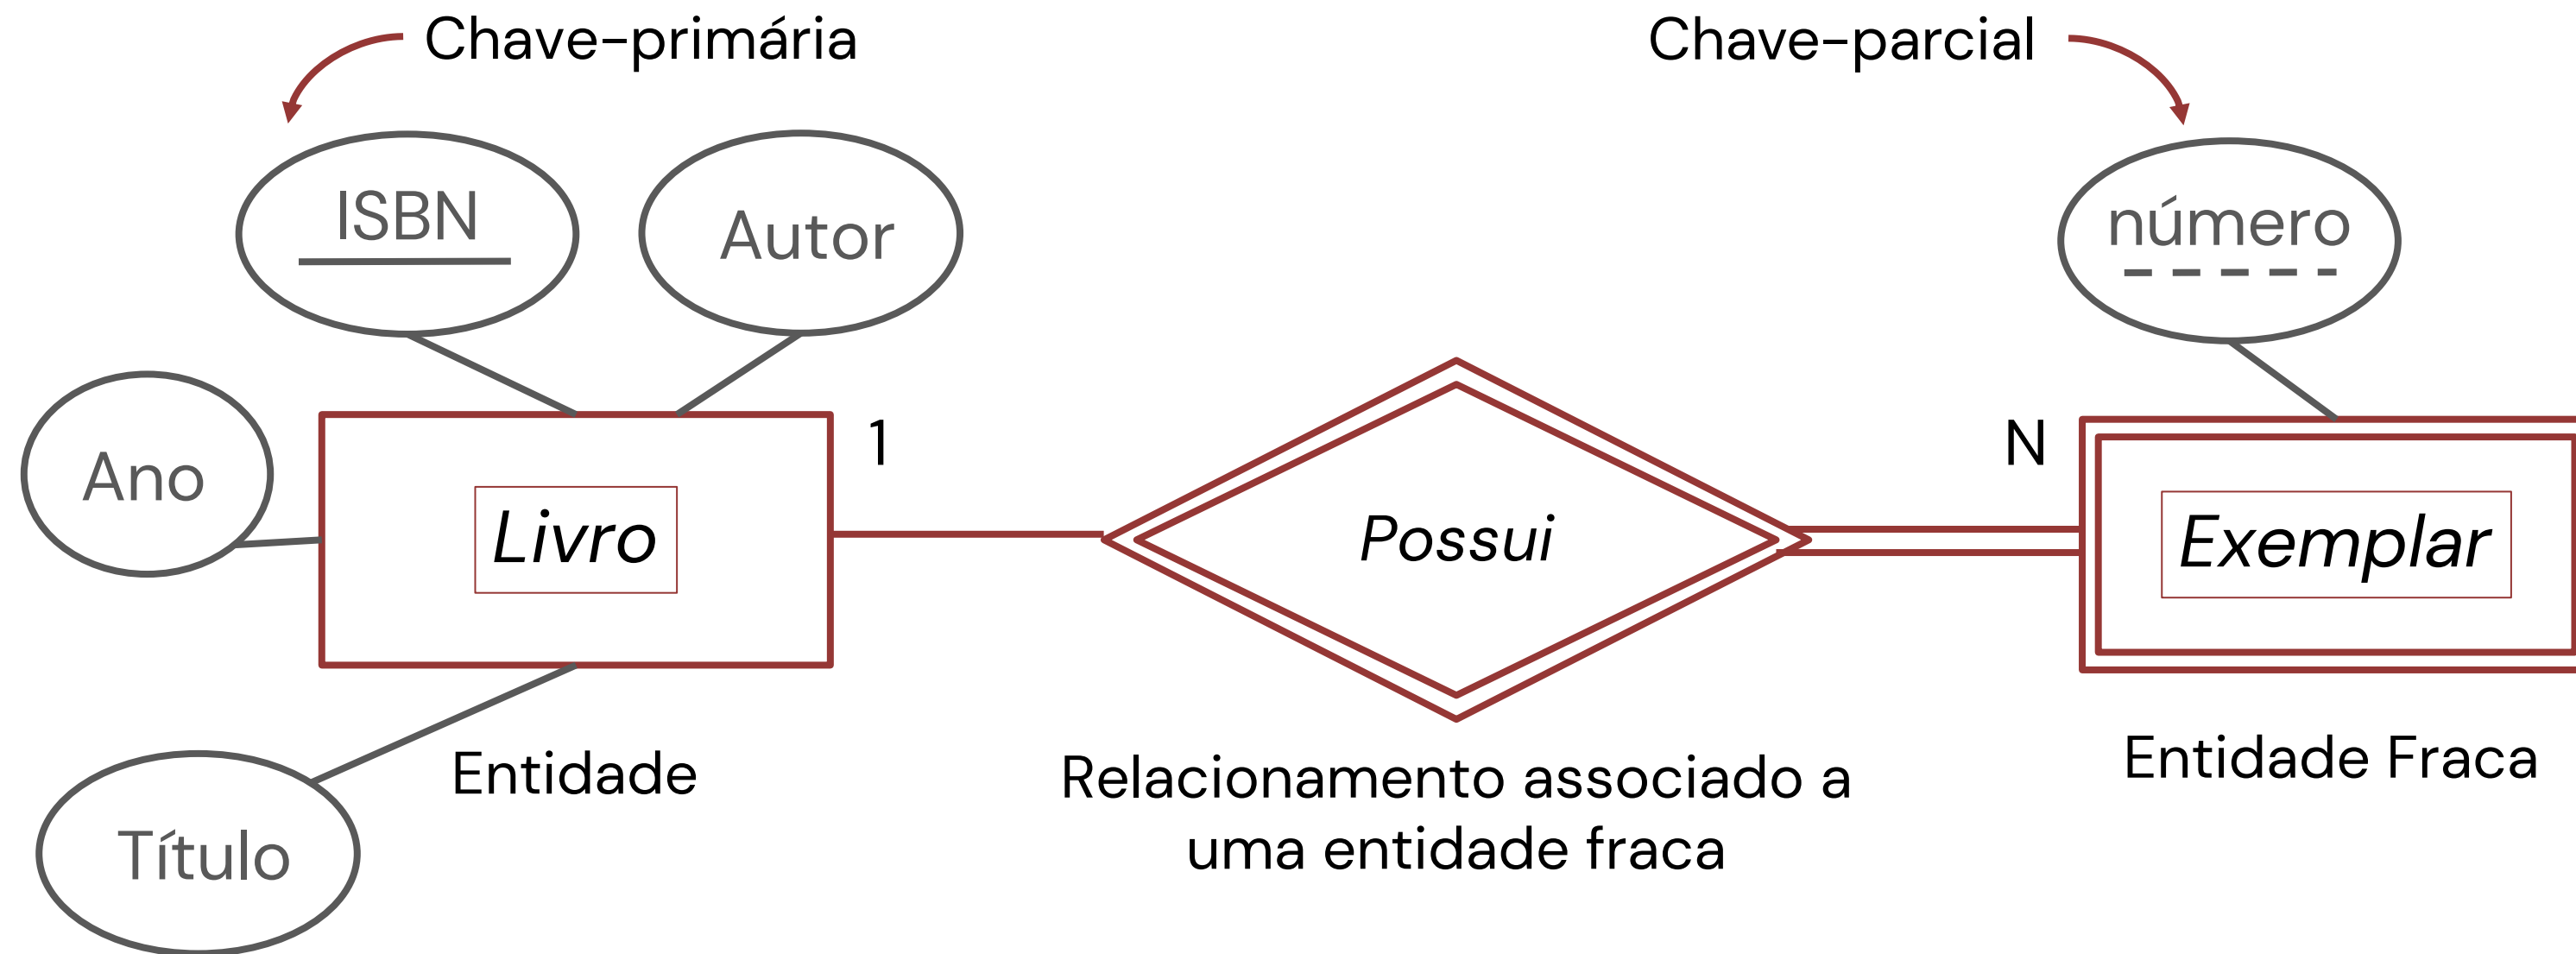 Chave-primária
Chave-parcial
ISBN
Autor
número
Ano
1
N
Livro
Possui
Exemplar
Entidade
Relacionamento associado a
uma entidade fraca
Entidade Fraca
Título